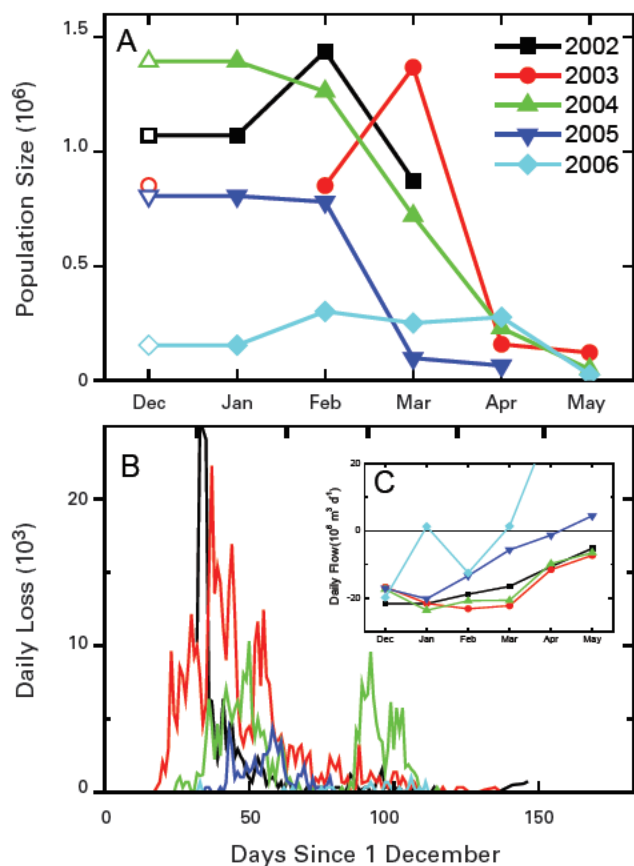 A
1.5
1.0
0.5
0
Population Size (10⁶)
2002
2003
2004
2005
2006
Dec Jan Feb Mar Apr May
B
20
10
0
Daily Loss (10³)
C
20
0
-20
Daily Flow(10⁶ m³ d⁻¹)
Dec Jan Feb Mar Apr May
0 50 100 150
Days Since 1 December